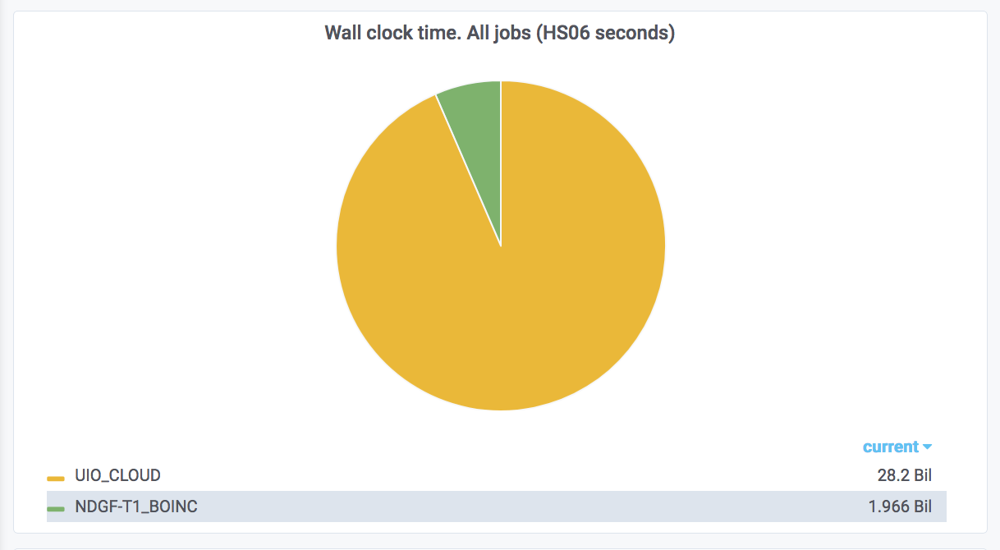 Wall clock time. All jobs (HS06 seconds)
current
UIO_CLOUD 28.2 Bil
NDGF-T1_BOINC 1.966 Bil